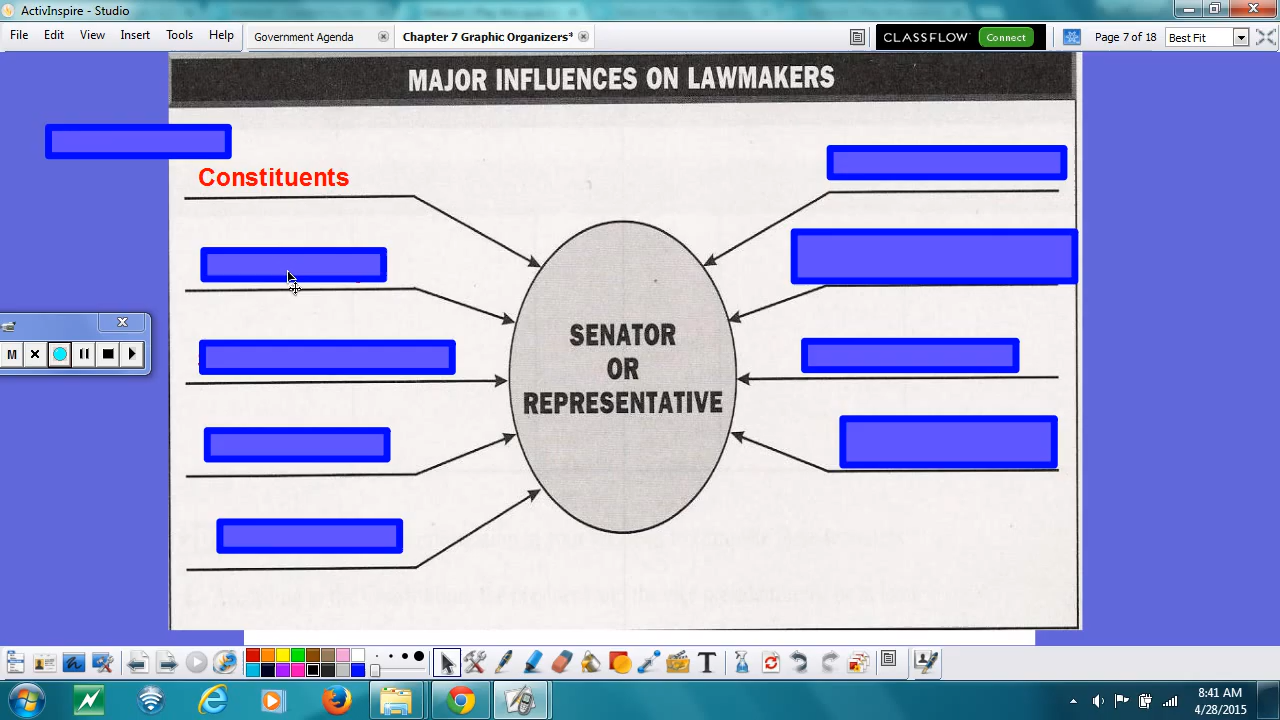 ActivInspire - Studio
File Edit View Insert Tools Help
Government Agenda
Chapter 7 Graphic Organizers*
CLASSFLOW Connect
Page 7 of 18
Best Fit
MAJOR INFLUENCES ON LAWMAKERS
Constituents
SENATOR
OR
REPRESENTATIVE
M
T
8:41 AM
4/28/2015